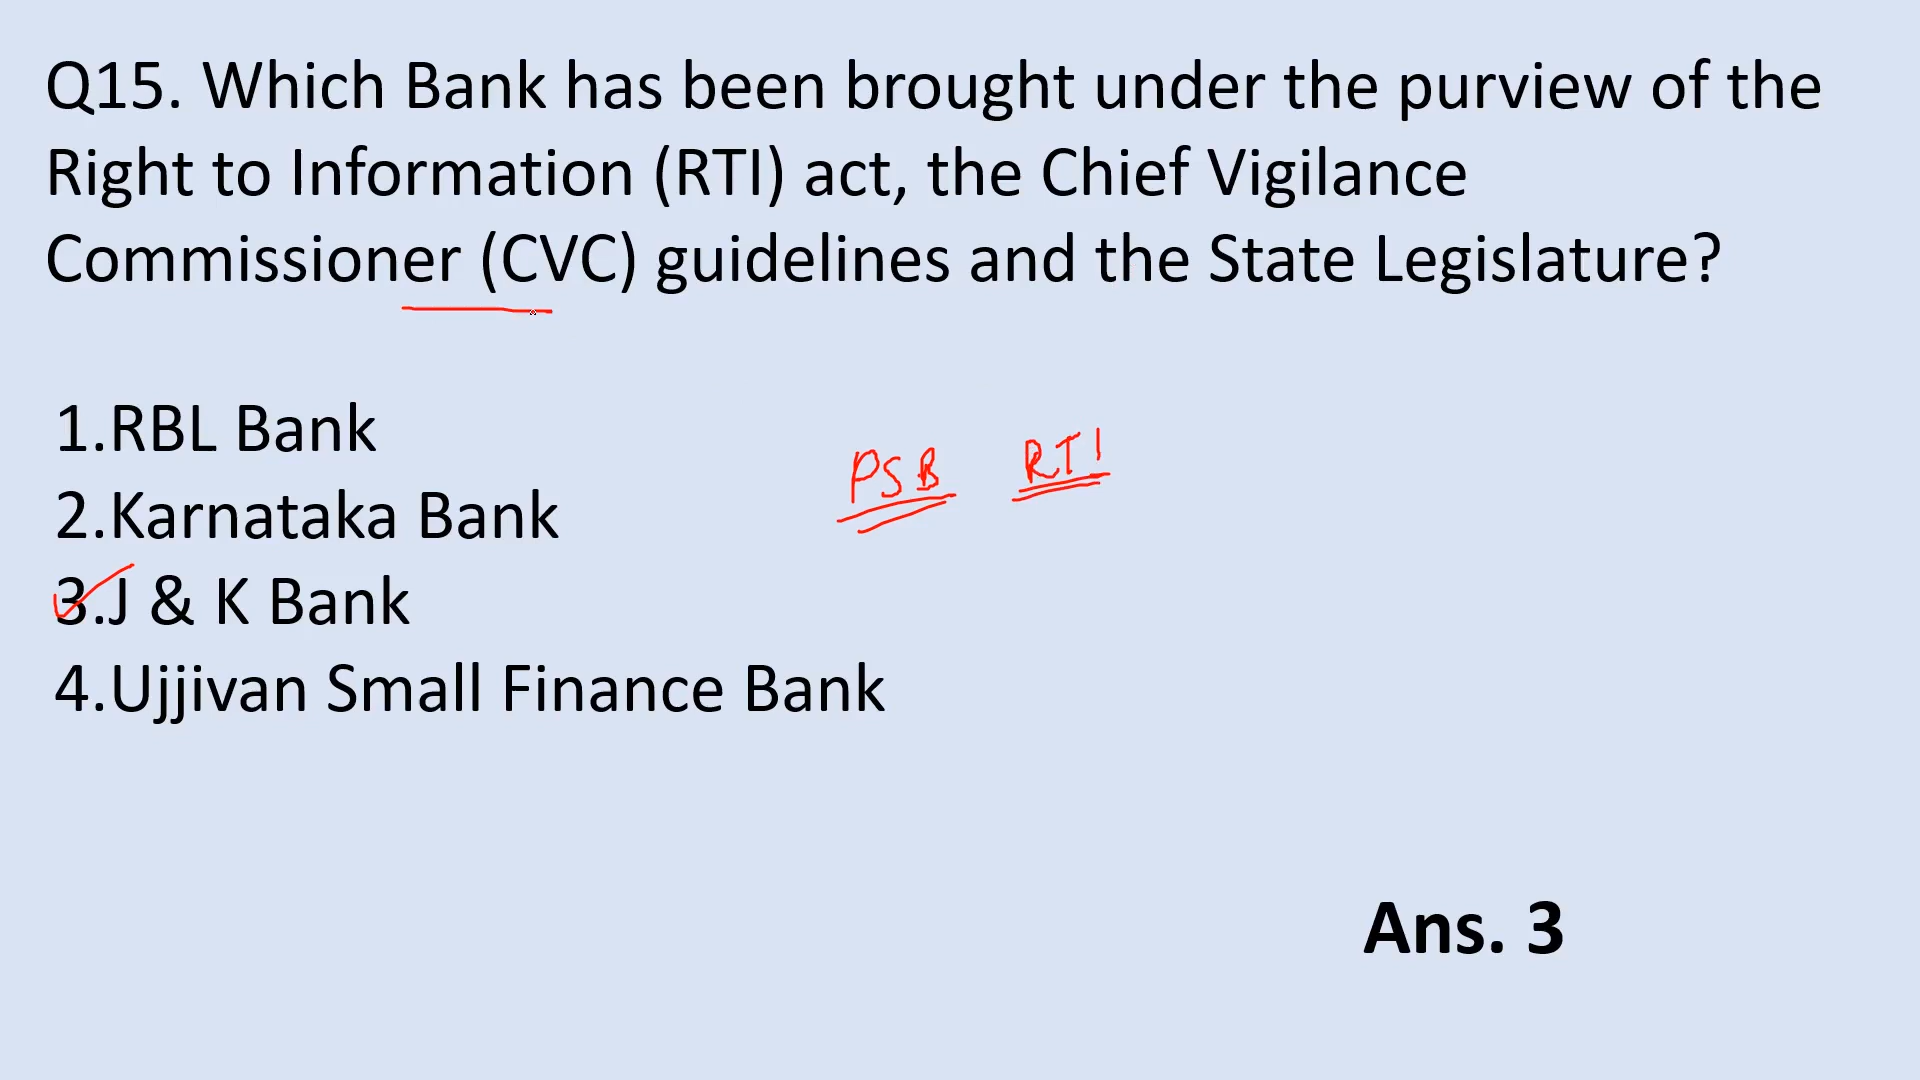 Q15. Which Bank has been brought under the purview of the
Right to Information (RTI) act, the Chief Vigilance
Commissioner (CVC) guidelines and the State Legislature?
1.RBL Bank
2.Karnataka Bank
3.J & K Bank
4.Ujjivan Small Finance Bank
PSB RTI
Ans. 3